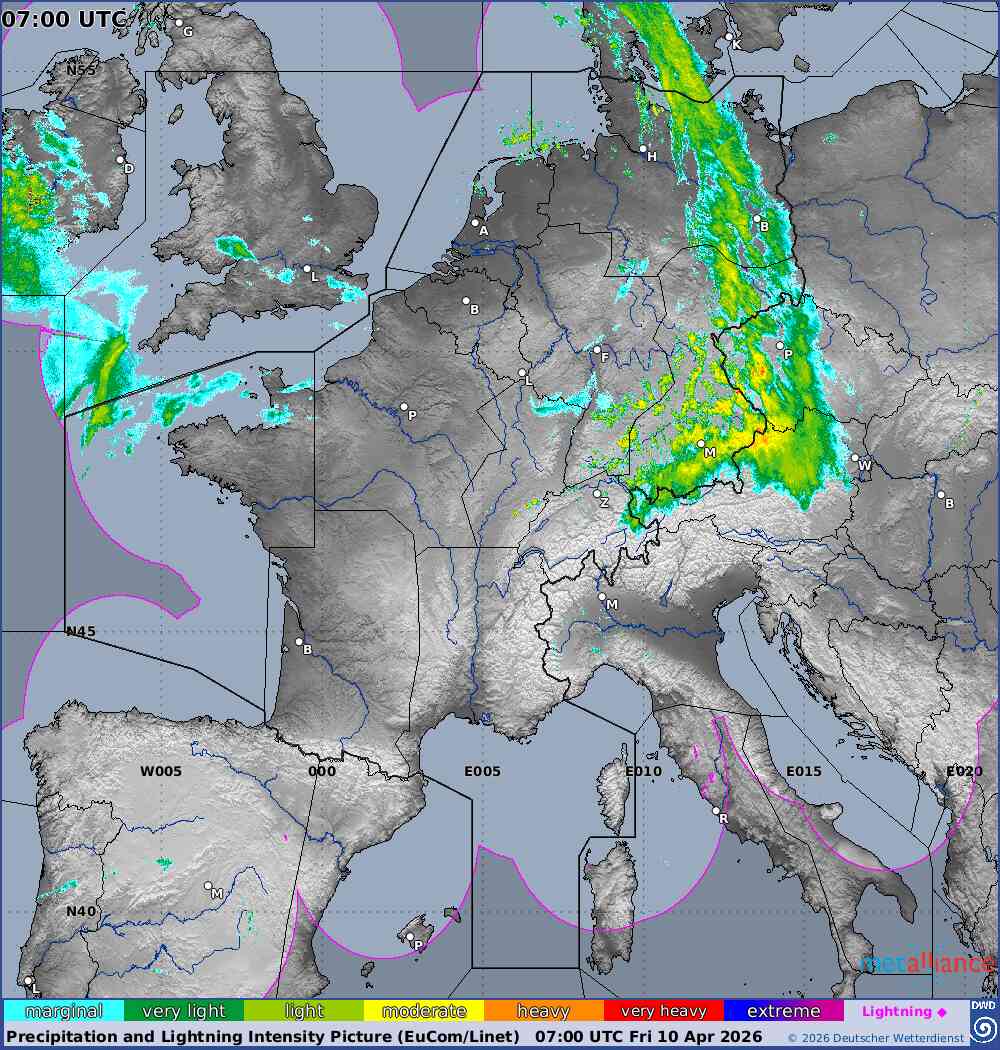 07:00 UTC
G
K
N55
D
H
A
B
L
B
F
P
L
P
M
W
Z
B
M
N45
B
W005
000
E005
E010
E015
E020
R
M
N40
P
L
metalliance
marginal
very light
light
moderate
heavy
very heavy
extreme
Lightning ◆
DWD
Precipitation and Lightning Intensity Picture (EuCom/Linet) 07:00 UTC Fri 10 Apr 2026 © 2026 Deutscher Wetterdienst